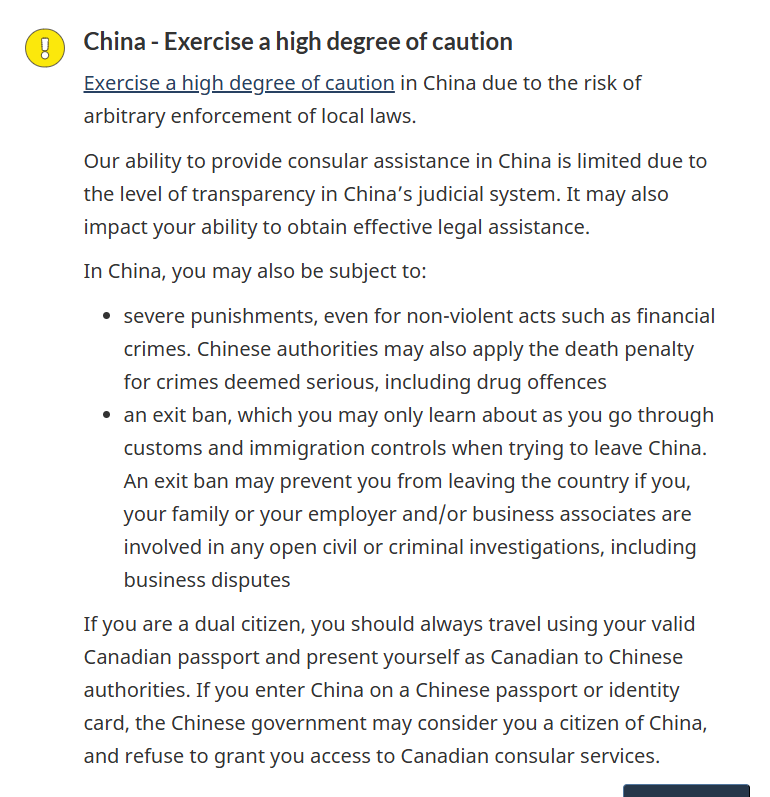 China - Exercise a high degree of caution
Exercise a high degree of caution in China due to the risk of
arbitrary enforcement of local laws.
Our ability to provide consular assistance in China is limited due to
the level of transparency in China’s judicial system. It may also
impact your ability to obtain effective legal assistance.
In China, you may also be subject to:
• severe punishments, even for non-violent acts such as financial
crimes. Chinese authorities may also apply the death penalty
for crimes deemed serious, including drug offences
• an exit ban, which you may only learn about as you go through
customs and immigration controls when trying to leave China.
An exit ban may prevent you from leaving the country if you,
your family or your employer and/or business associates are
involved in any open civil or criminal investigations, including
business disputes
If you are a dual citizen, you should always travel using your valid
Canadian passport and present yourself as Canadian to Chinese
authorities. If you enter China on a Chinese passport or identity
card, the Chinese government may consider you a citizen of China,
and refuse to grant you access to Canadian consular services.